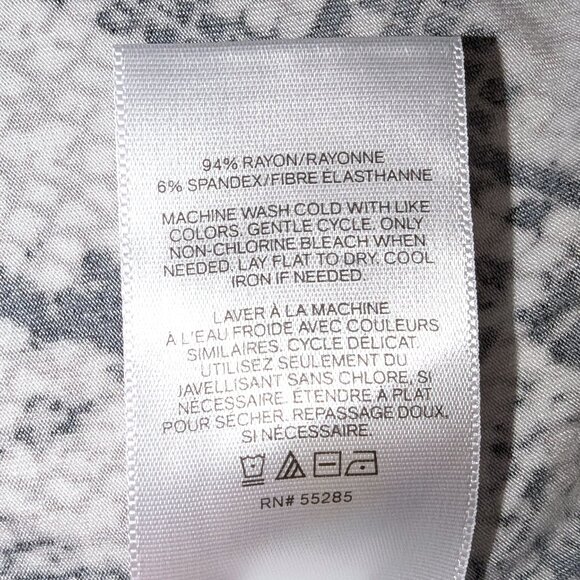 94% RAYON/RAYONNE
6% SPANDEX/FIBRE ÉLASTHANNE
MACHINE WASH COLD WITH LIKE
COLORS. GENTLE CYCLE. ONLY
NON-CHLORINE BLEACH WHEN
NEEDED. LAY FLAT TO DRY. COOL
IRON IF NEEDED.
LAVER À LA MACHINE
À L'EAU FROIDE AVEC COULEURS
SIMILAIRES. CYCLE DÉLICAT.
UTILISEZ SEULEMENT DU
JAVELLISANT SANS CHLORE, SI
NÉCESSAIRE. ÉTENDRE À PLAT
POUR SÉCHER. REPASSAGE DOUX,
SI NÉCESSAIRE.
RN# 55285